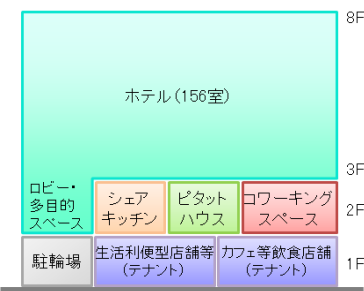 8F
ホテル(156室)
3F
ロビー・
多目的
スペース
シェア
キッチン
ピタット
ハウス
コワーキング
スペース
2F
駐輪場
生活利便型店舗等
(テナント)
カフェ等飲食店舗
(テナント)
1F